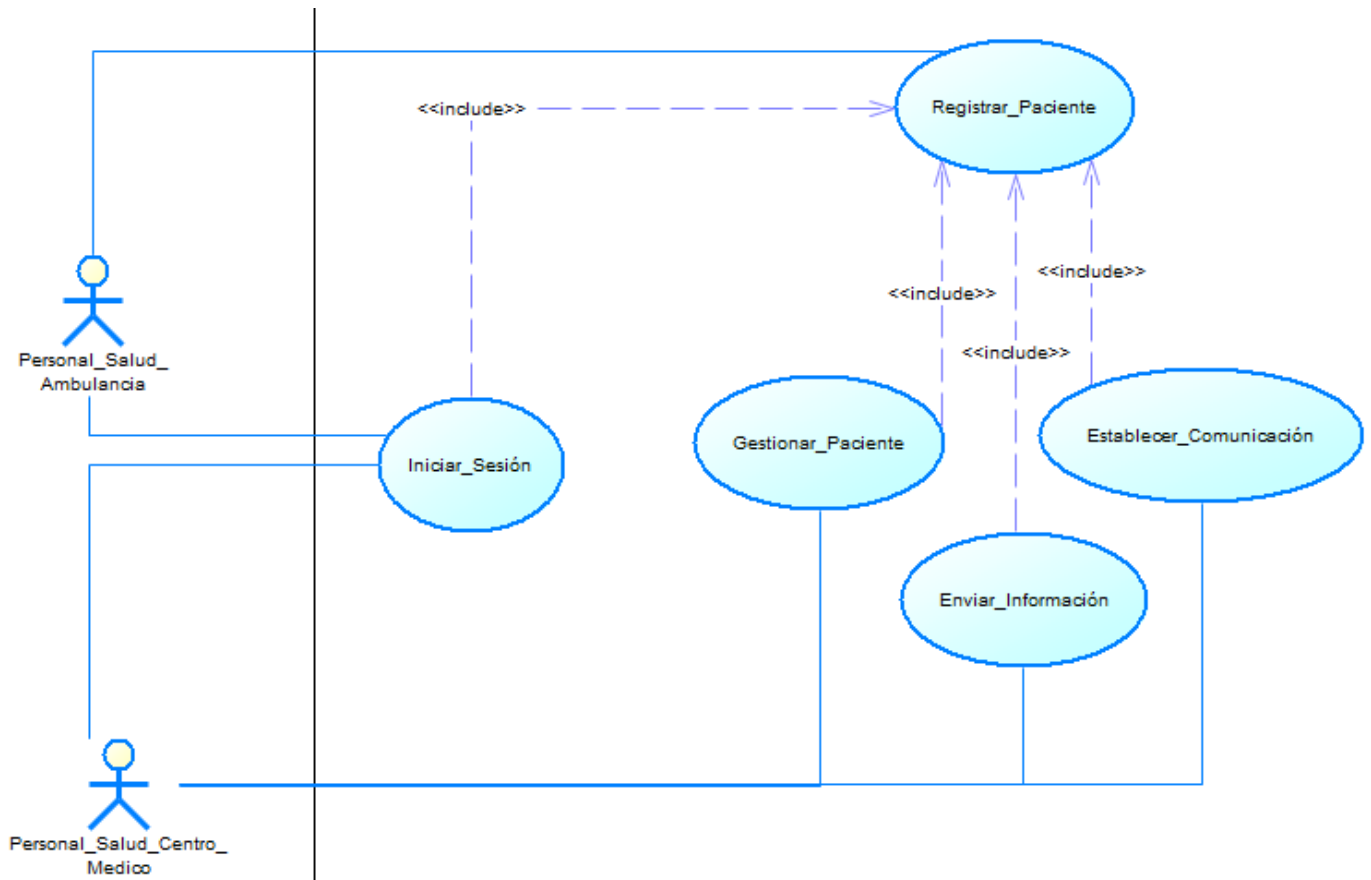 Registrar_Paciente
<<include>>
<<include>>
<<include>>
<<include>>
Personal_Salud_
Ambulancia
Iniciar_Sesión
Gestionar_Paciente
Establecer_Comunicación
Enviar_Información
Personal_Salud_Centro_
Medico